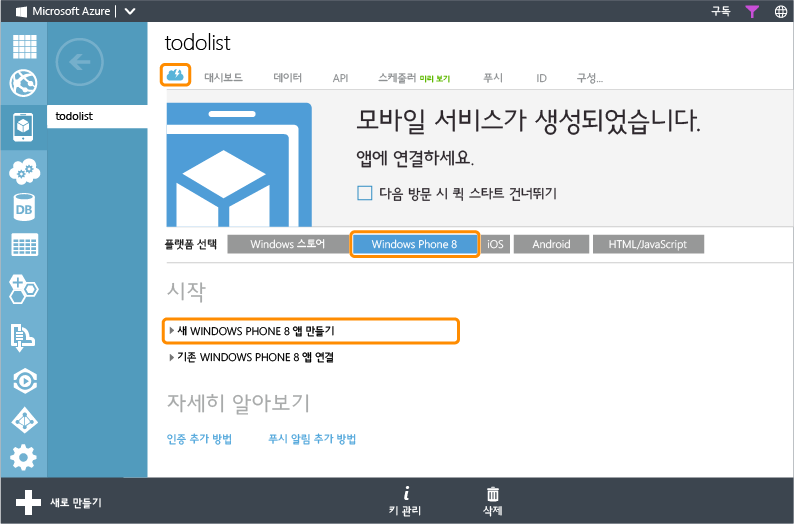 Microsoft Azure
구독
todolist
대시보드 데이터 API 스케줄러 미리 보기 푸시 ID 구성...
todolist
모바일 서비스가 생성되었습니다.
앱에 연결하세요.
다음 방문 시 퀵 스타트 건너뛰기
플랫폼 선택 Windows 스토어 Windows Phone 8 iOS Android HTML/JavaScript
시작
새 WINDOWS PHONE 8 앱 만들기
기존 WINDOWS PHONE 8 앱 연결
자세히 알아보기
인증 추가 방법 푸시 알림 추가 방법
DB
새로 만들기
키 관리
삭제